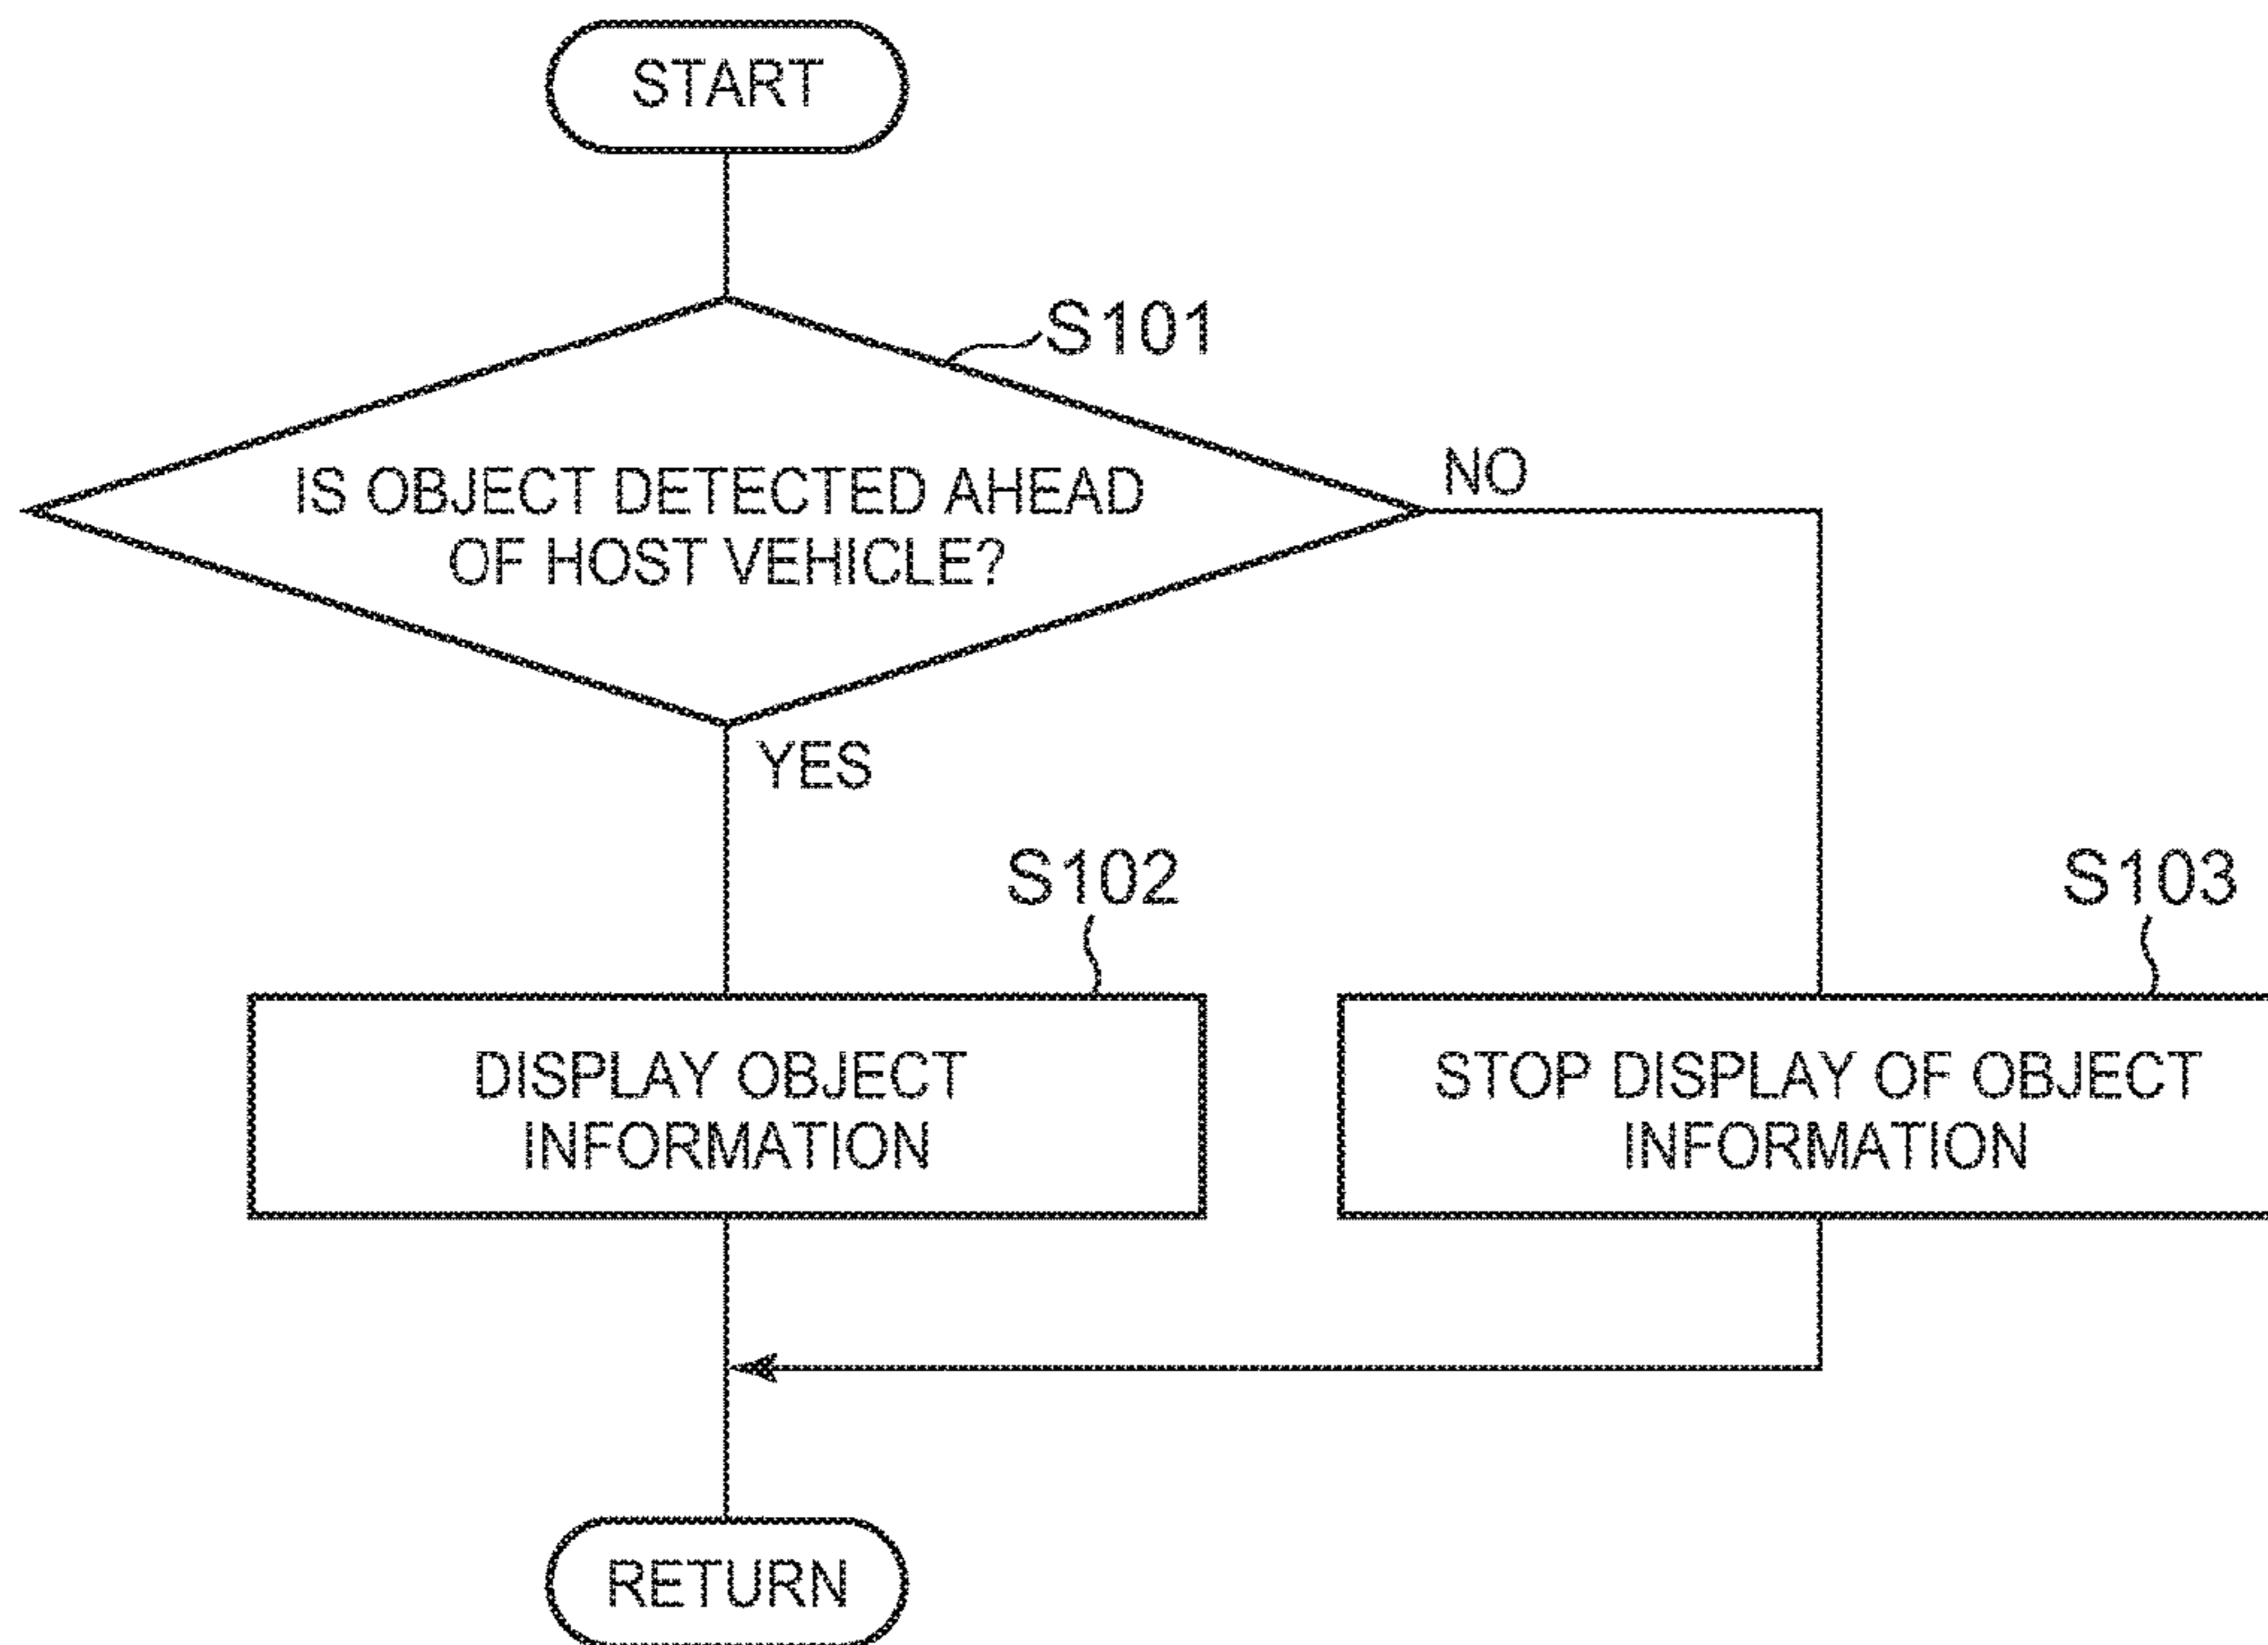 START
S101
IS OBJECT DETECTED AHEAD
OF HOST VEHICLE?
NO
YES
S102
S103
DISPLAY OBJECT
INFORMATION
STOP DISPLAY OF OBJECT
INFORMATION
RETURN